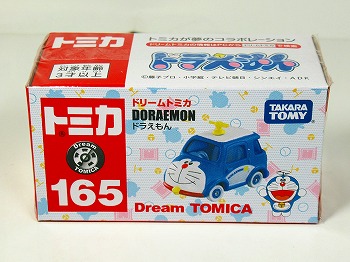 トミカ
対象年齢
3才以上
トミカが夢のコラボレーション
ドラえもん
©藤子プロ・小学館・テレビ朝日・シンエイ・ADK
トミカ
Dream
TOMICA
165
ドリームトミカ
DORAEMON
ドラえもん
TAKARA
TOMY
Dream TOMICA